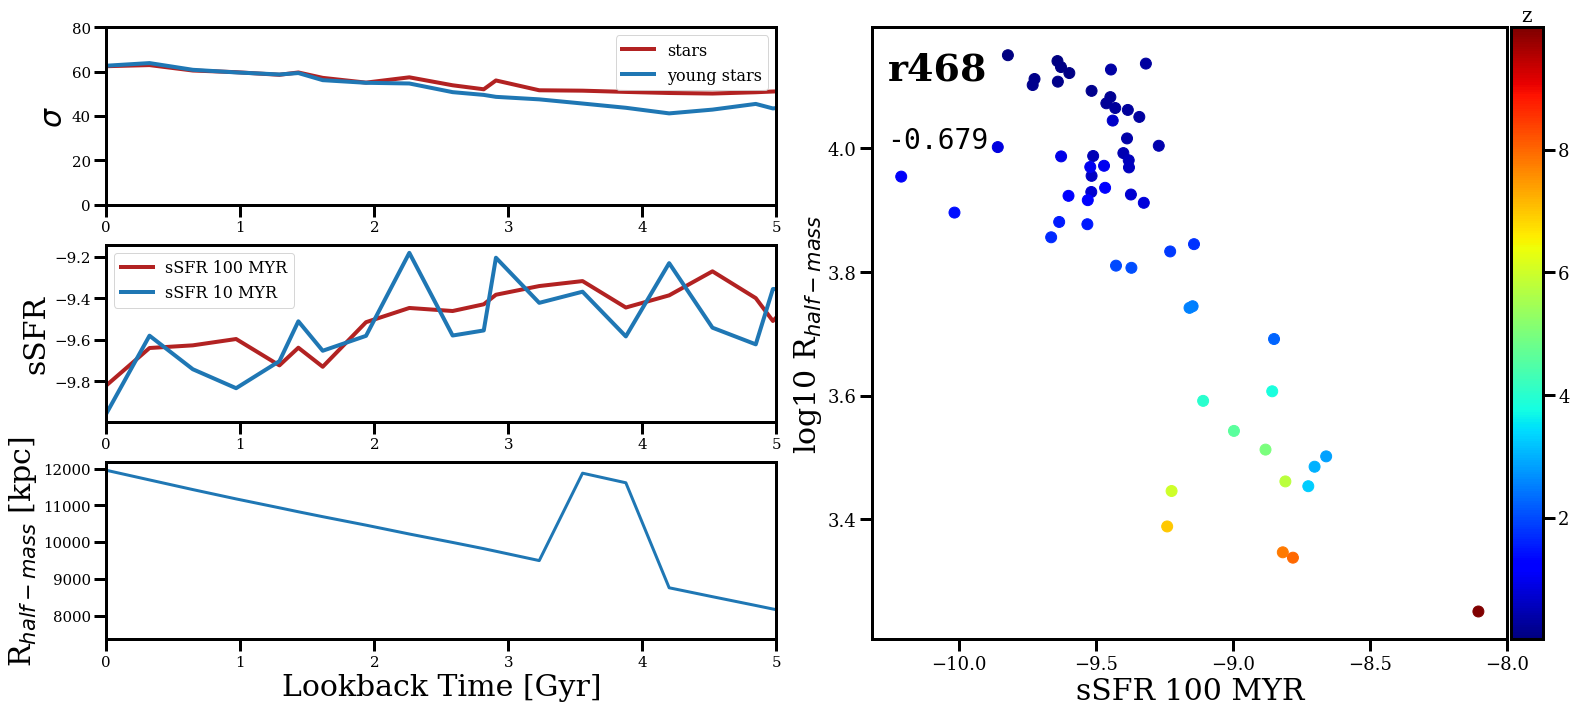 80
60
40
20
0
σ
stars
young stars
0 1 2 3 4 5
−9.2
−9.4
−9.6
−9.8
sSFR
sSFR 100 MYR
sSFR 10 MYR
0 1 2 3 4 5
12000
11000
10000
9000
8000
R_{half−mass} [kpc]
0 1 2 3 4 5
Lookback Time [Gyr]
r468
-0.679
4.0
3.8
3.6
3.4
log10 R_{half−mass}
−10.0 −9.5 −9.0 −8.5 −8.0
sSFR 100 MYR
z
8
6
4
2